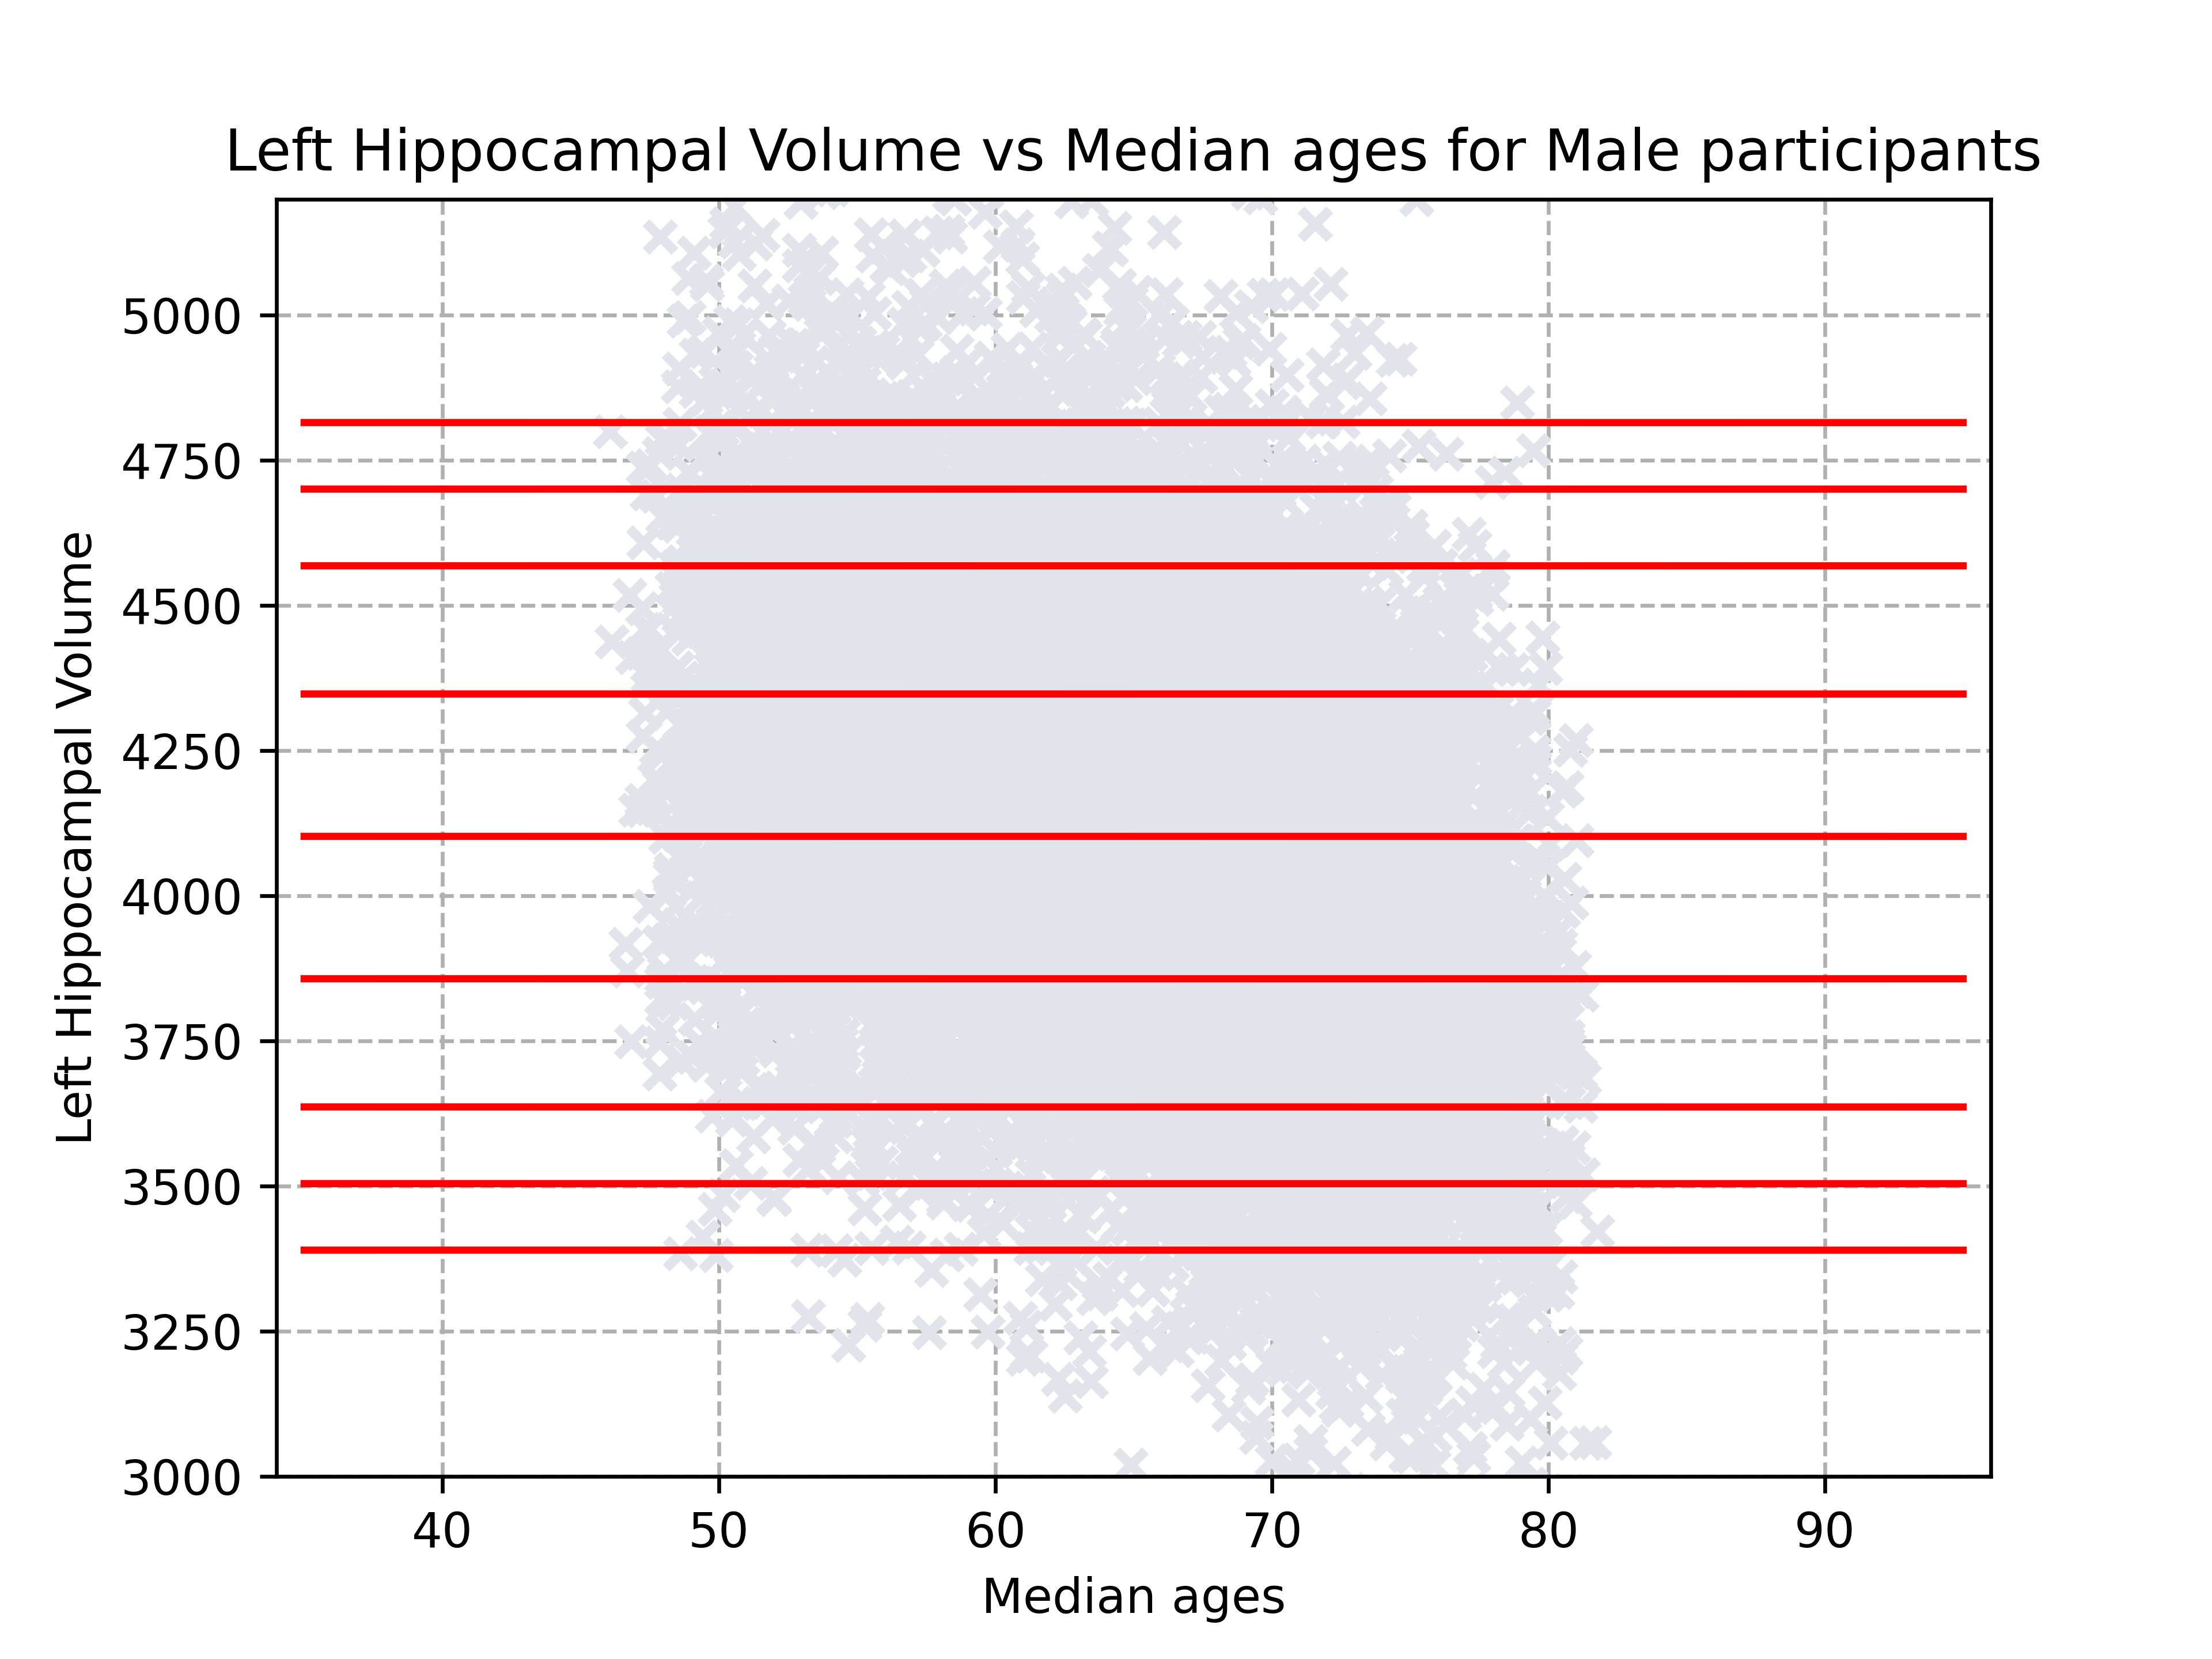 Left Hippocampal Volume vs Median ages for Male participants
Left Hippocampal Volume
5000
4750
4500
4250
4000
3750
3500
3250
3000
40 50 60 70 80 90
Median ages